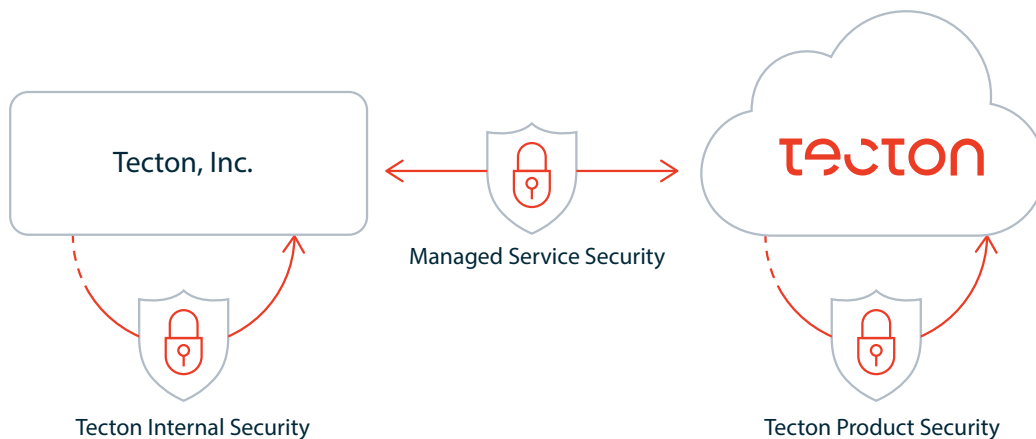 Tecton, Inc.
tecton
Managed Service Security
Tecton Internal Security
Tecton Product Security